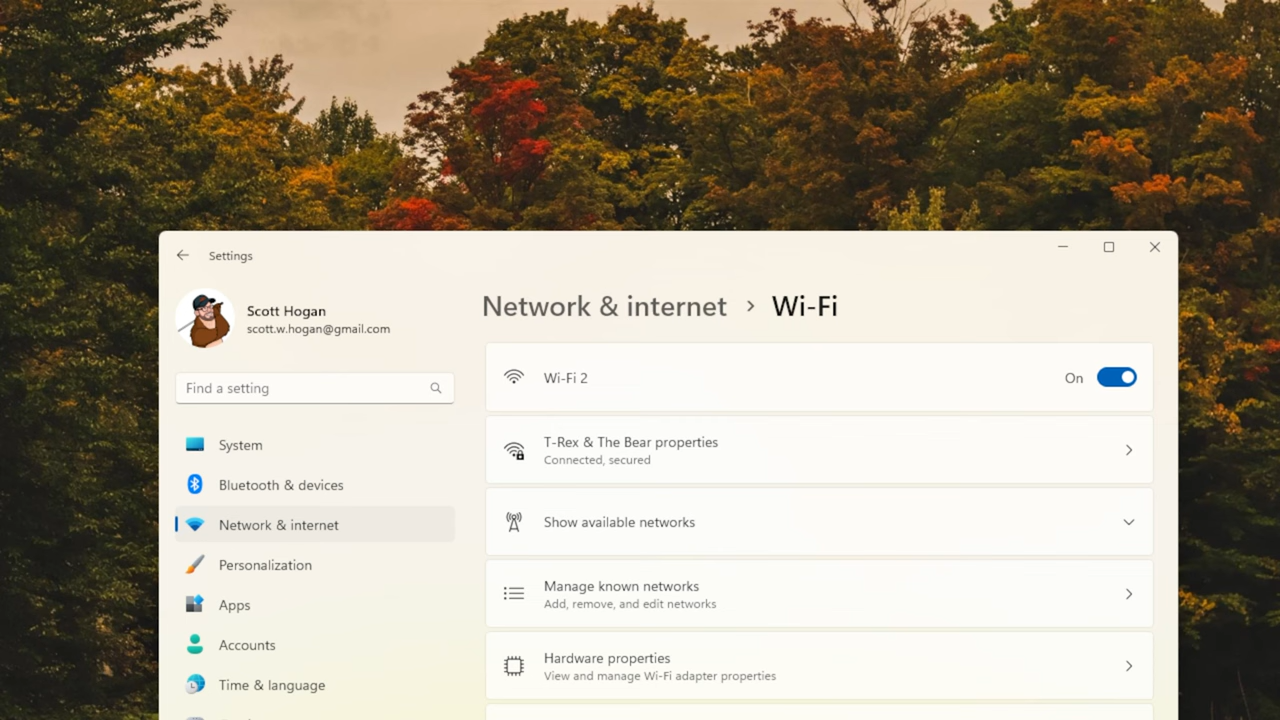 Settings
Scott Hogan
scott.w.hogan@gmail.com
Find a setting
System
Bluetooth & devices
Network & internet
Personalization
Apps
Accounts
Time & language
Network & internet › Wi-Fi
Wi-Fi 2
On
T-Rex & The Bear properties
Connected, secured
Show available networks
Manage known networks
Add, remove, and edit networks
Hardware properties
View and manage Wi-Fi adapter properties